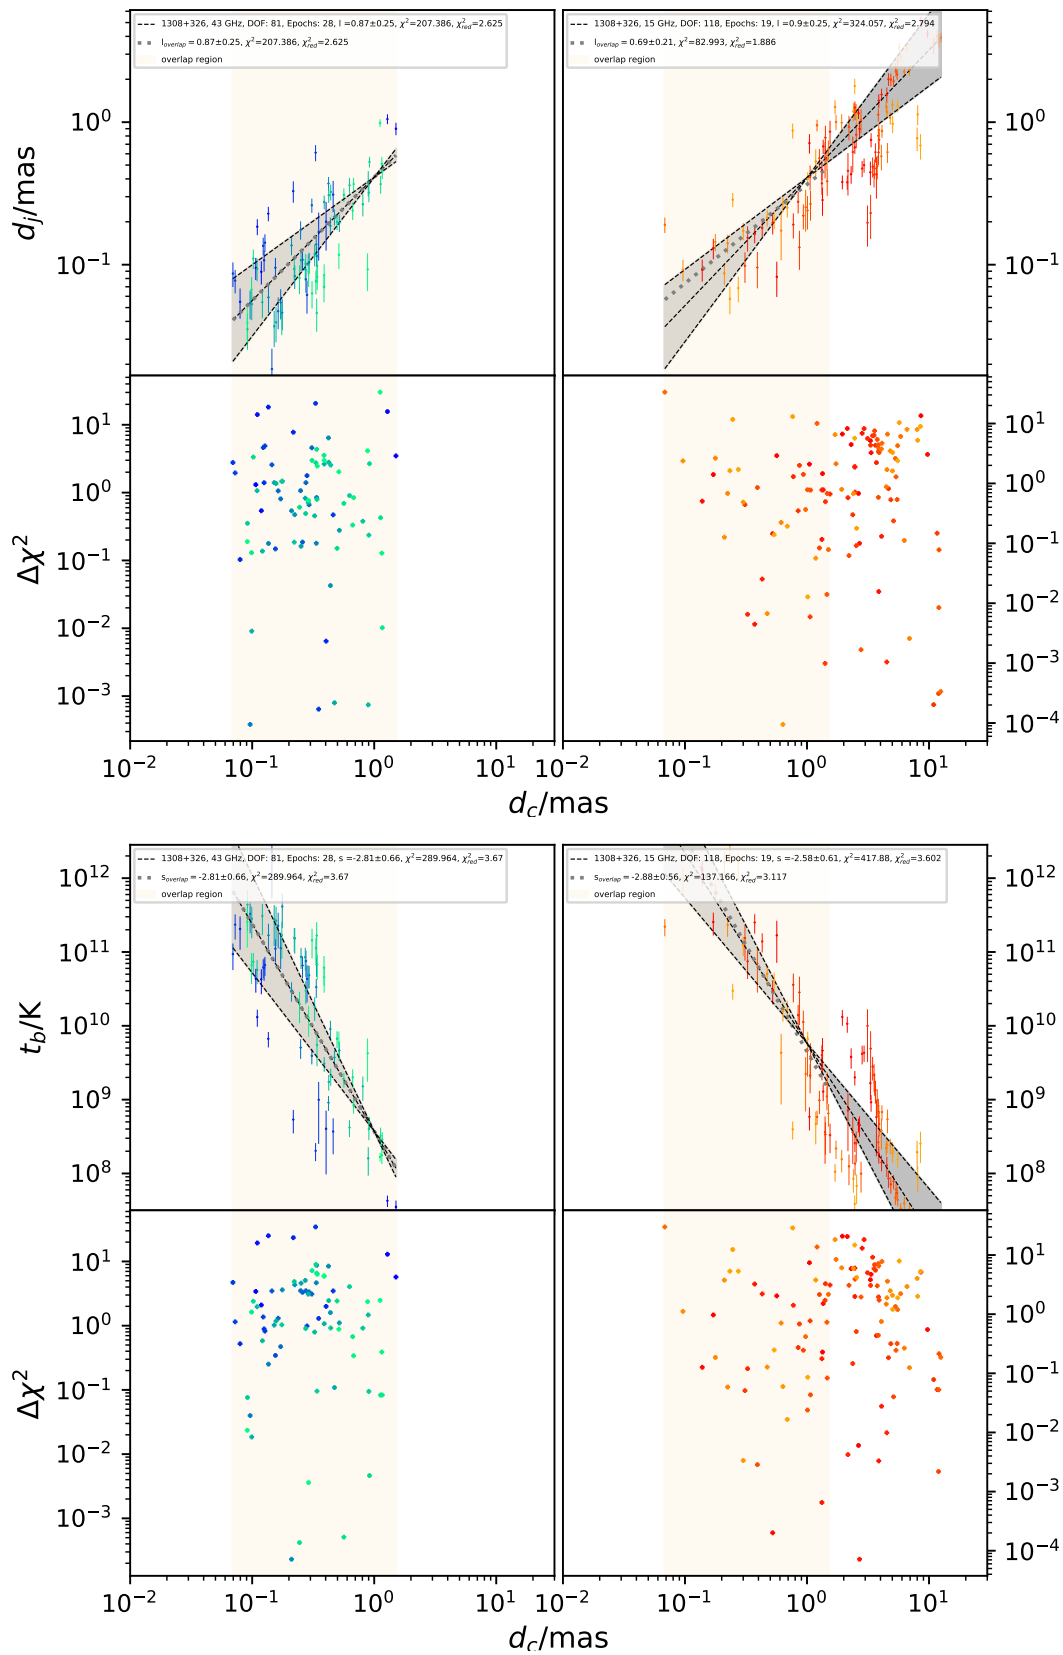 1308+326, 43 GHz, DOF: 81, Epochs: 28, l =0.87±0.25, χ²=207.386, χ²red=2.625
loverlap = 0.87±0.25, χ²=207.386, χ²red=2.625
overlap region
1308+326, 15 GHz, DOF: 118, Epochs: 19, l =0.9±0.25, χ²=324.057, χ²red=2.794
loverlap = 0.69±0.21, χ²=82.993, χ²red=1.886
overlap region
10⁰
10⁻¹
dj/mas
10⁰
10⁻¹
10¹
10⁰
10⁻¹
10⁻²
10⁻³
Δχ²
10¹
10⁰
10⁻¹
10⁻²
10⁻³
10⁻⁴
10⁻² 10⁻¹ 10⁰ 10¹ 10⁻² 10⁻¹ 10⁰ 10¹
dc/mas
1308+326, 43 GHz, DOF: 81, Epochs: 28, s =-2.81±0.66, χ²=289.964, χ²red=3.67
soverlap = -2.81±0.66, χ²=289.964, χ²red=3.67
overlap region
1308+326, 15 GHz, DOF: 118, Epochs: 19, s =-2.58±0.61, χ²=417.88, χ²red=3.602
soverlap = -2.88±0.56, χ²=137.166, χ²red=3.117
overlap region
10¹²
10¹¹
10¹⁰
10⁹
10⁸
tb/K
10¹²
10¹¹
10¹⁰
10⁹
10⁸
10¹
10⁰
10⁻¹
10⁻²
10⁻³
Δχ²
10¹
10⁰
10⁻¹
10⁻²
10⁻³
10⁻⁴
10⁻² 10⁻¹ 10⁰ 10¹ 10⁻² 10⁻¹ 10⁰ 10¹
dc/mas